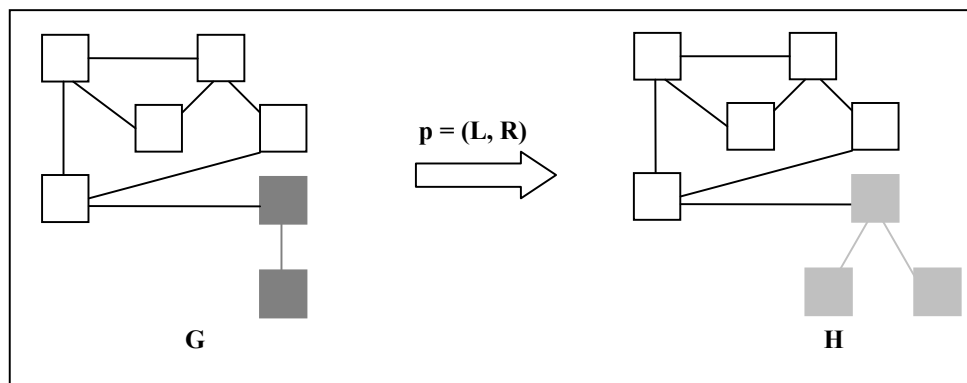 p = (L, R)
G
H